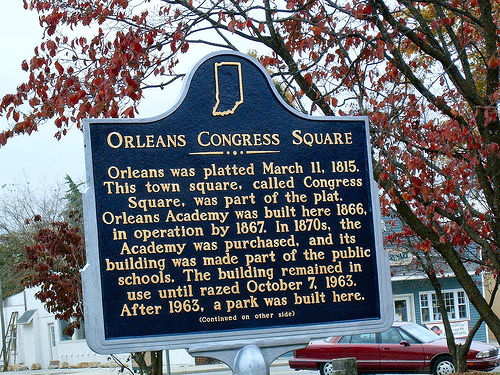 ORLEANS CONGRESS SQUARE
Orleans was platted March 11, 1815.
This town square, called Congress
Square, was part of the plat.
Orleans Academy was built here 1866,
in operation by 1867. In 1870s, the
Academy was purchased, and its
building was made part of the public
schools. The building remained in
use until razed October 7, 1963.
After 1963, a park was built here.
(Continued on other side)